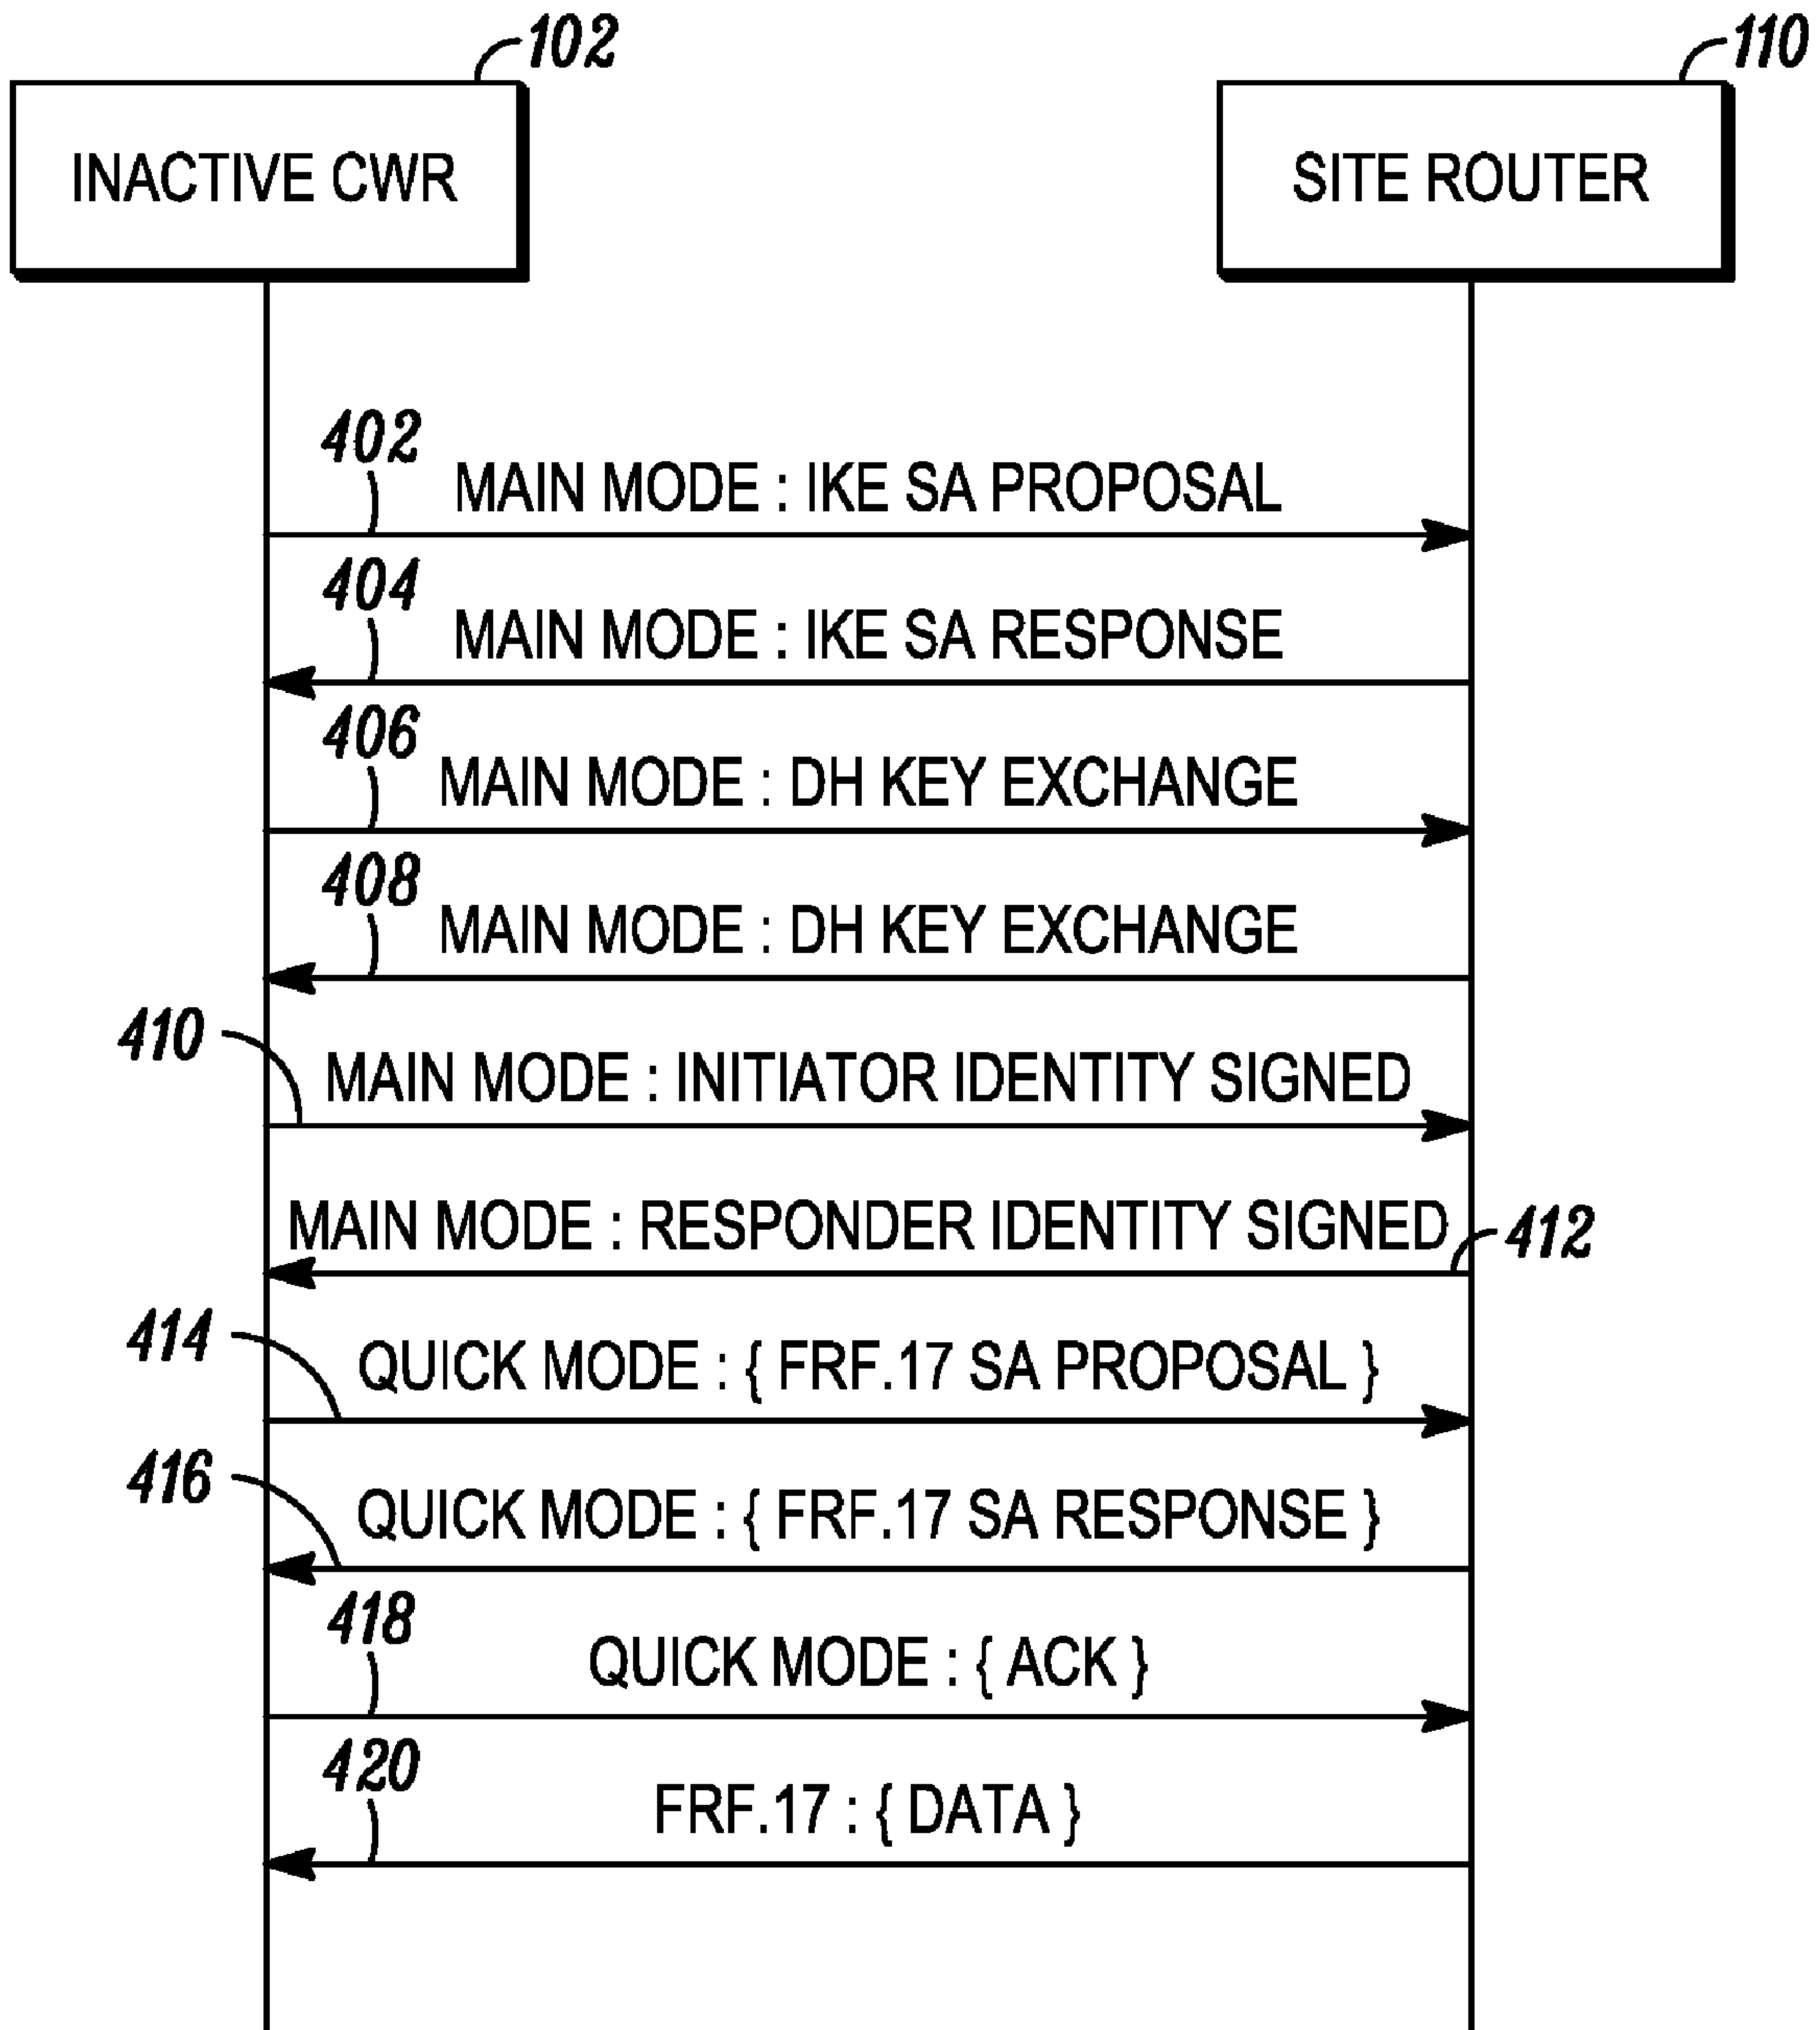 102
110
INACTIVE CWR
SITE ROUTER
402
MAIN MODE : IKE SA PROPOSAL
404
MAIN MODE : IKE SA RESPONSE
406
MAIN MODE : DH KEY EXCHANGE
408
MAIN MODE : DH KEY EXCHANGE
410
MAIN MODE : INITIATOR IDENTITY SIGNED
MAIN MODE : RESPONDER IDENTITY SIGNED
412
414
QUICK MODE : { FRF.17 SA PROPOSAL }
416
QUICK MODE : { FRF.17 SA RESPONSE }
418
QUICK MODE : { ACK }
420
FRF.17 : { DATA }